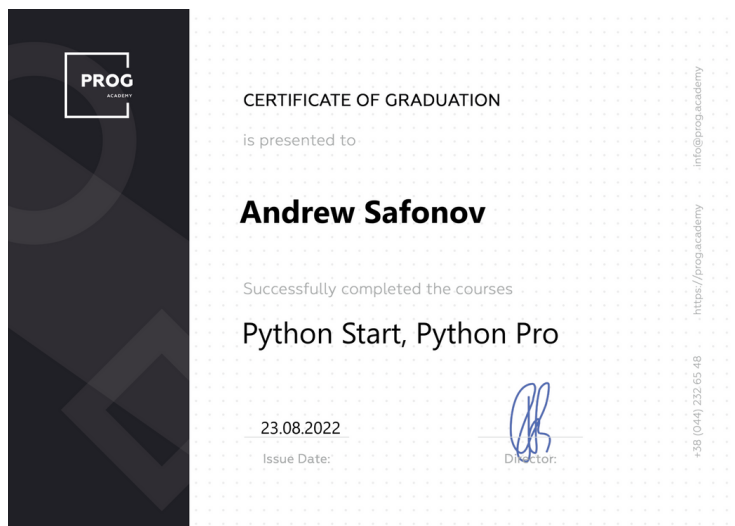 PROG
ACADEMY
CERTIFICATE OF GRADUATION
is presented to
Andrew Safonov
Successfully completed the courses
Python Start, Python Pro
23.08.2022
Issue Date:
Director:
info@prog.academy
https://prog.academy
+38 (044) 232 65 48